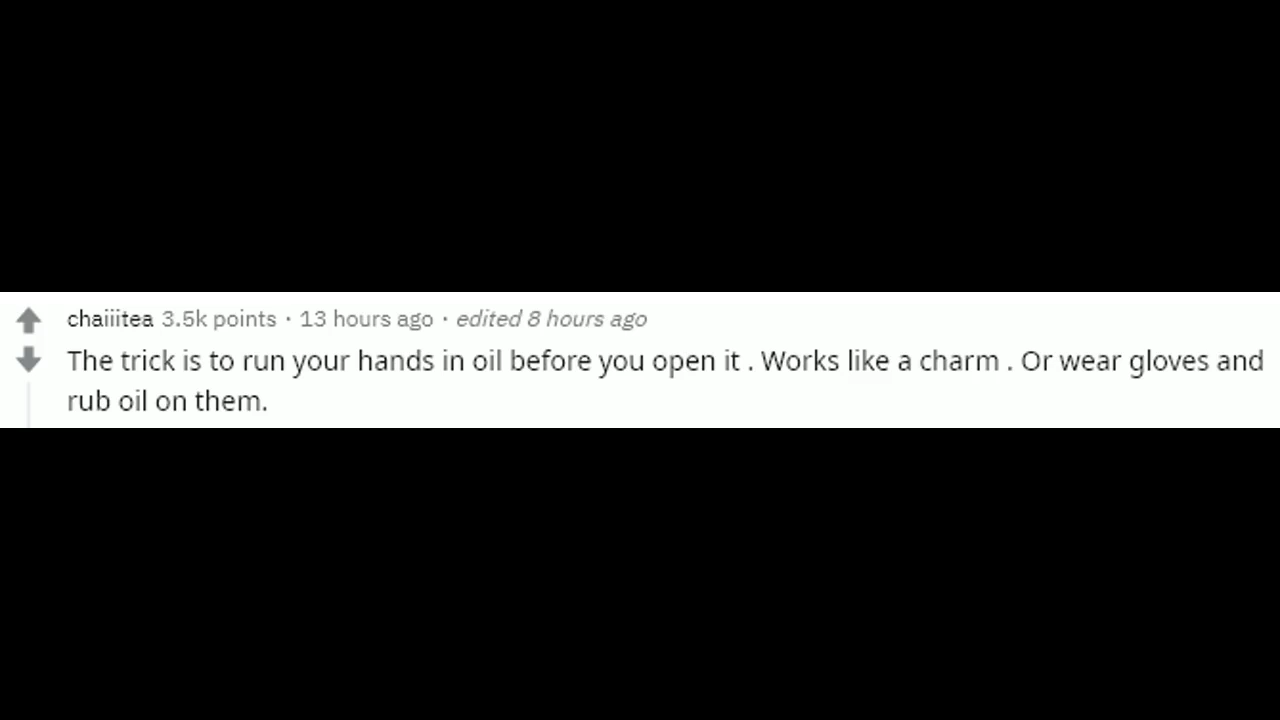 chaiiitea 3.5k points · 13 hours ago · edited 8 hours ago
The trick is to run your hands in oil before you open it . Works like a charm . Or wear gloves and
rub oil on them.